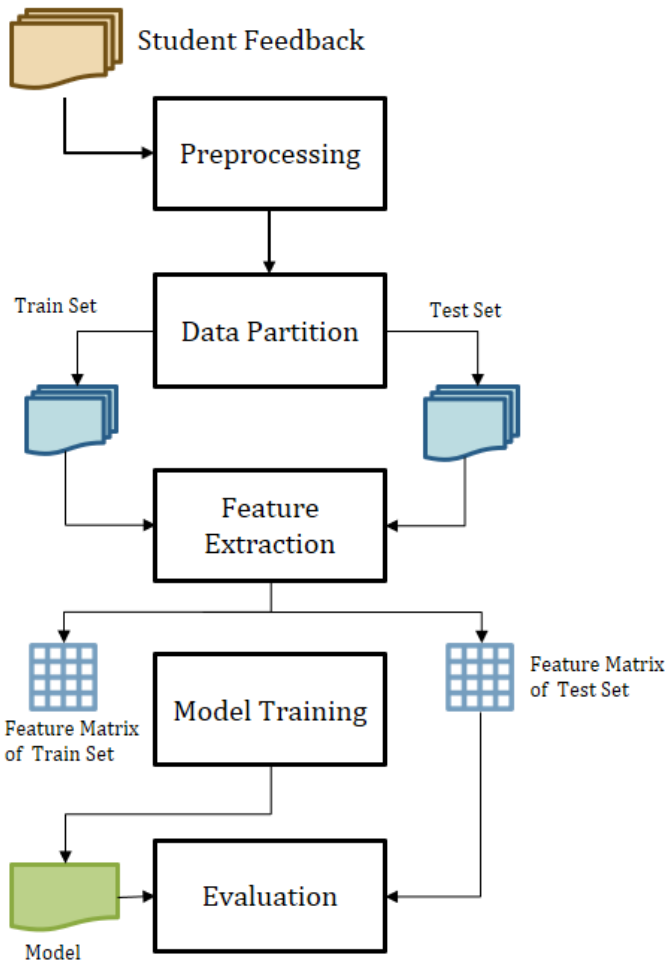 Student Feedback
Preprocessing
Train Set
Test Set
Data Partition
Feature
Extraction
Feature Matrix
of Test Set
Model Training
Feature Matrix
of Train Set
Evaluation
Model